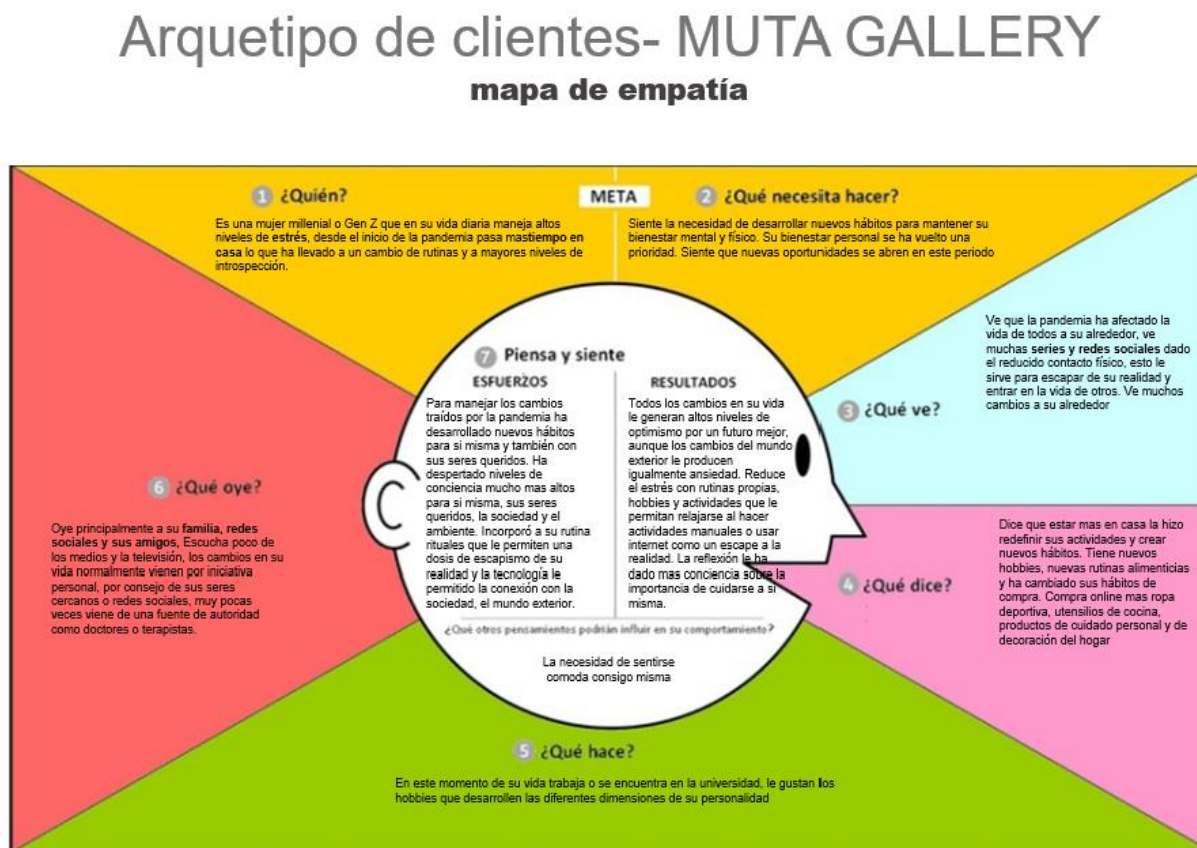 Arquetipo de clientes- MUTA GALLERY
mapa de empatía
META
1 ¿Quién?
Es una mujer millenial o Gen Z que en su vida diaria maneja altos
niveles de estrés, desde el inicio de la pandemia pasa mastiempo en
casa lo que ha llevado a un cambio de rutinas y a mayores niveles de
introspección.
2 ¿Qué necesita hacer?
Siente la necesidad de desarrollar nuevos hábitos para mantener su
bienestar mental y físico. Su bienestar personal se ha vuelto una
prioridad. Siente que nuevas oportunidades se abren en este periodo
3 ¿Qué ve?
Ve que la pandemia ha afectado la
vida de todos a su alrededor, ve
muchas series y redes sociales dado
el reducido contacto físico, esto le
sirve para escapar de su realidad y
entrar en la vida de otros. Ve muchos
cambios a su alrededor
4 ¿Qué dice?
Dice que estar mas en casa la hizo
redefinir sus actividades y crear
nuevos hábitos. Tiene nuevos
hobbies, nuevas rutinas alimenticias
y ha cambiado sus hábitos de
compra. Compra online mas ropa
deportiva, utensilios de cocina,
productos de cuidado personal y de
decoración del hogar
5 ¿Qué hace?
En este momento de su vida trabaja o se encuentra en la universidad, le gustan los
hobbies que desarrollen las diferentes dimensiones de su personalidad
6 ¿Qué oye?
Oye principalmente a su familia, redes
sociales y sus amigos, Escucha poco de
los medios y la televisión, los cambios en su
vida normalmente vienen por iniciativa
personal, por consejo de sus seres
cercanos o redes sociales, muy pocas
veces viene de una fuente de autoridad
como doctores o terapistas.
7 Piensa y siente
ESFUERZOS
Para manejar los cambios
traídos por la pandemia ha
desarrollado nuevos hábitos
para si misma y también con
sus seres queridos. Ha
despertado niveles de
conciencia mucho mas altos
para si misma, sus seres
queridos, la sociedad y el
ambiente. Incorporó a su rutina
rituales que le permiten una
dosis de escapismo de su
realidad y la tecnología le
permitido la conexión con la
sociedad, el mundo exterior.
RESULTADOS
Todos los cambios en su vida
le generan altos niveles de
optimismo por un futuro mejor,
aunque los cambios del mundo
exterior le producen
igualmente ansiedad. Reduce
el estrés con rutinas propias,
hobbies y actividades que le
permitan relajarse al hacer
actividades manuales o usar
internet como un escape a la
realidad. La reflexión le ha
dado mas conciencia sobre la
importancia de cuidarse a si
misma.
¿Qué otros pensamientos podrían influir en su comportamiento?
La necesidad de sentirse
comoda consigo misma